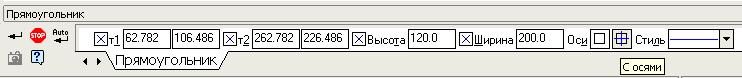 Прямоугольник
Auto т1 62.782 106.486 т2 262.782 226.486 Высота 120.0 Ширина 200.0 Оси Стиль
STOP
Прямоугольник
С осями